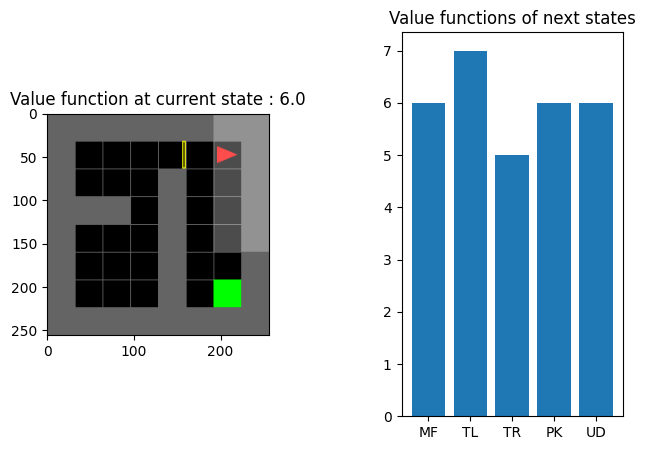 Value functions of next states
Value function at current state : 6.0
0
50
100
150
200
250
0
100
200
7
6
5
4
3
2
1
0
MF
TL
TR
PK
UD